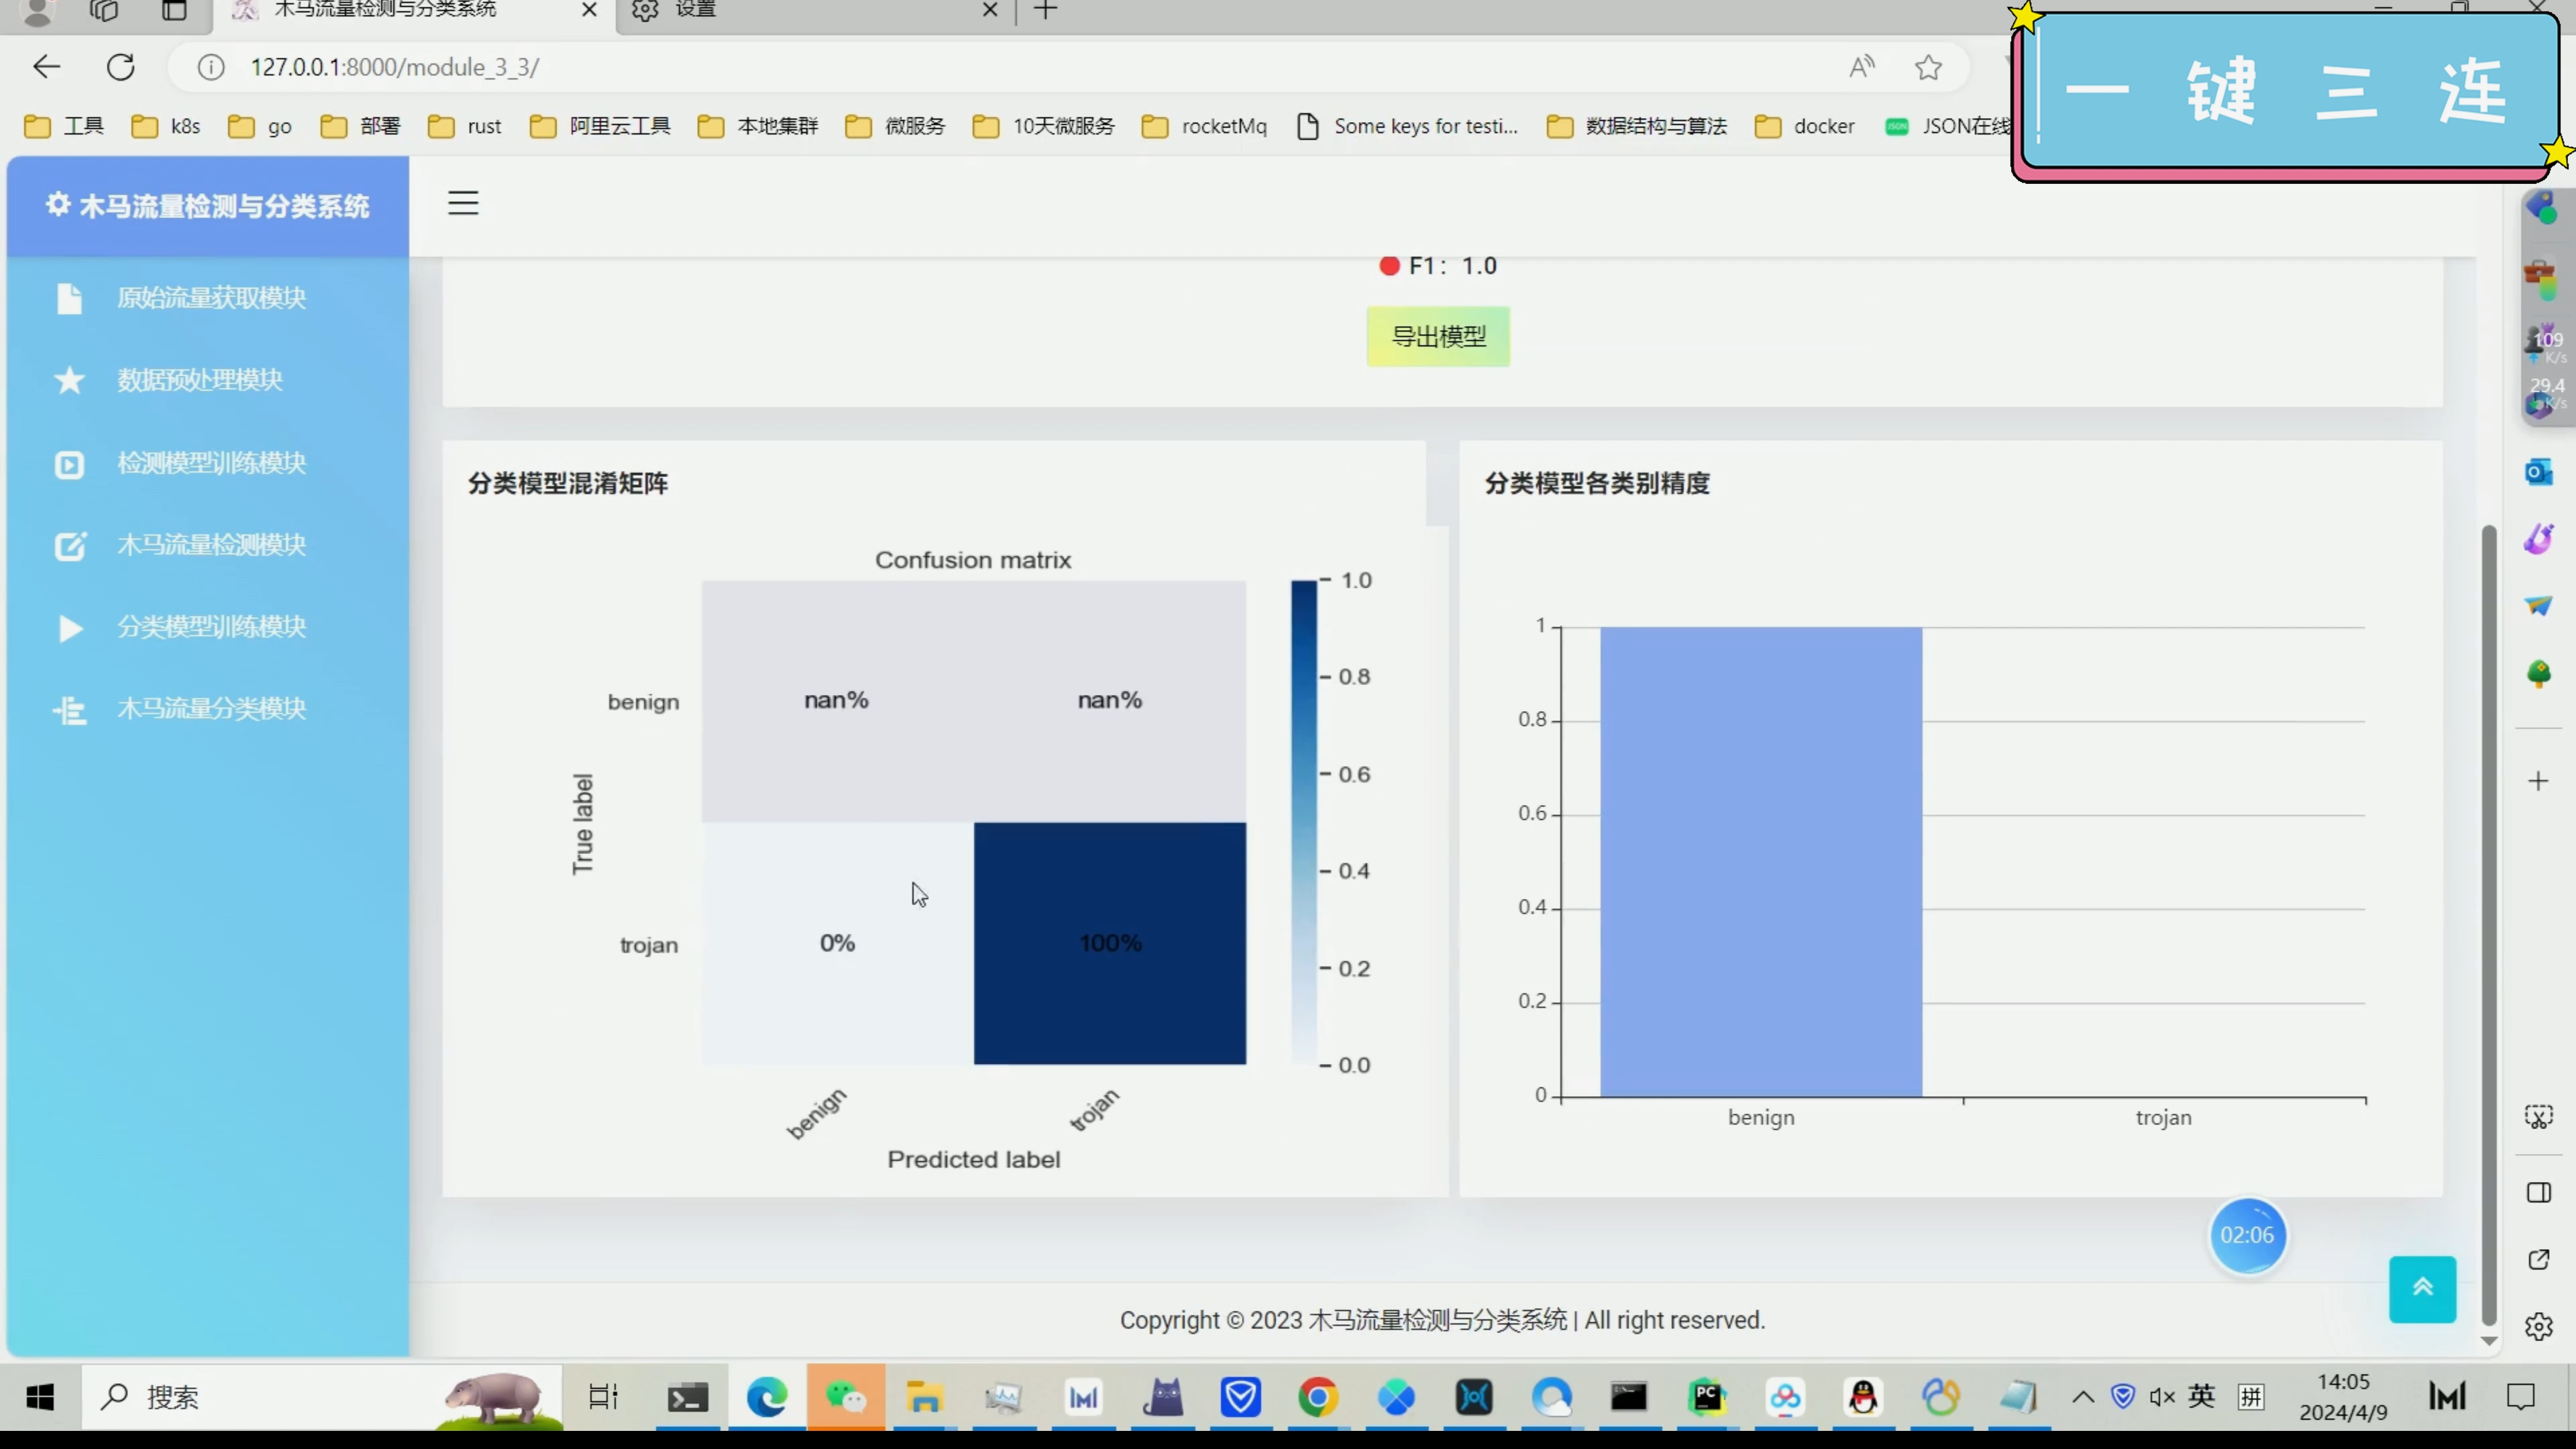 木马流量检测与分类系统
设置
一键三连
127.0.0.1:8000/module_3_3/
工具 k8s go 部署 rust 阿里云工具 本地集群 微服务 10天微服务 rocketMq Some keys for testi... 数据结构与算法 docker JSON在线
木马流量检测与分类系统
原始流量获取模块
数据预处理模块
检测模型训练模块
木马流量检测模块
分类模型训练模块
木马流量分类模块
F1: 1.0
导出模型
109
K/s
29.4
K/s
分类模型混淆矩阵
Confusion matrix
1.0
0.8
0.6
0.4
0.2
0.0
True label
benign nan% nan%
trojan 0% 100%
benign trojan
Predicted label
分类模型各类别精度
1
0.8
0.6
0.4
0.2
0
benign trojan
02:06
Copyright © 2023 木马流量检测与分类系统 | All right reserved.
搜索
英 拼
14:05
2024/4/9